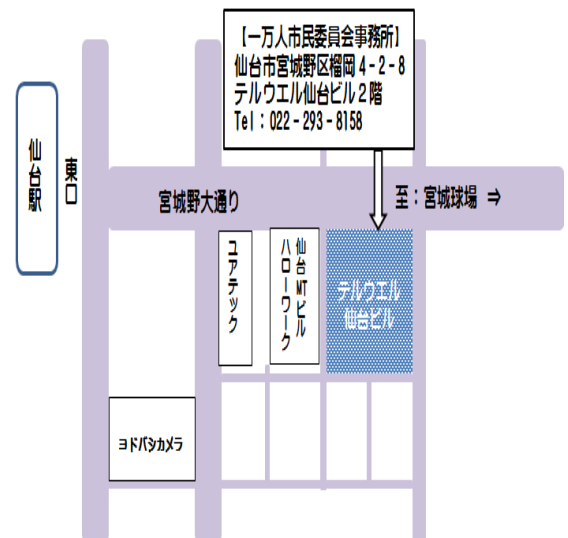 【一万人市民委員会事務所】
仙台市宮城野区榴岡4-2-8
テルウエル仙台ビル2階
Tel：022-293-8158
仙台駅
東口
宮城野大通り
至：宮城球場 ⇒
ユアテック
仙台MTビル
ハローワーク
テルウエル
仙台ビル
ヨドバシカメラ